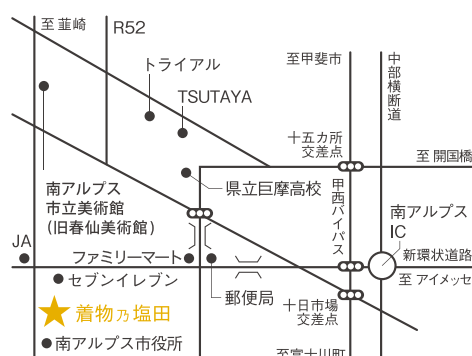 至 韮崎
R52
トライアル
TSUTAYA
至甲斐市
中部横断道
十五カ所
交差点
至 開国橋
県立巨摩高校
南アルプス
市立美術館
(旧春仙美術館)
甲西バイパス
南アルプス
IC
JA
ファミリーマート
新環状道路
至 アイメッセ
セブンイレブン
郵便局
着物乃塩田
十日市場
交差点
南アルプス市役所
至富士川町